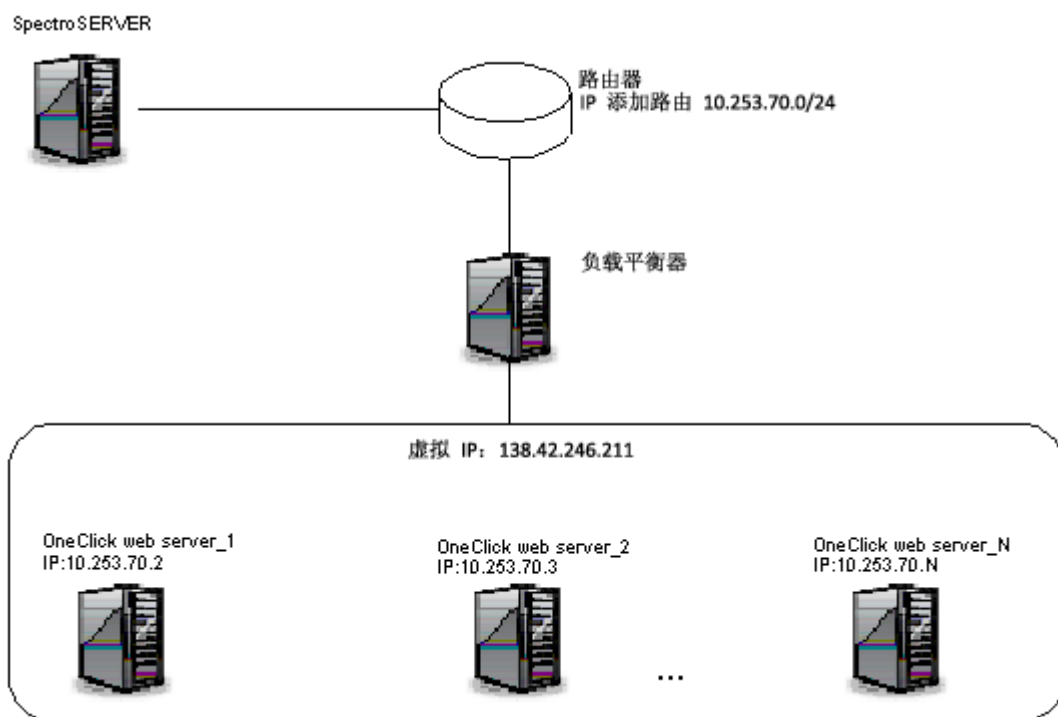 SpectroSERVER
路由器
IP 添加路由 10.253.70.0/24
负载平衡器
虚拟 IP: 138.42.246.211
OneClick web server_1
IP:10.253.70.2
OneClick web server_2
IP:10.253.70.3
OneClick web server_N
IP:10.253.70.N
...